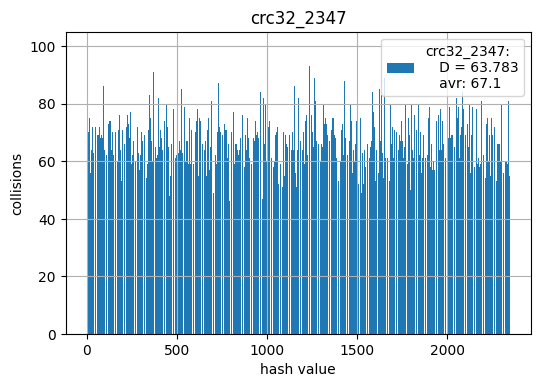 crc32_2347
crc32_2347:
D = 63.783
avr: 67.1
100
80
60
40
20
0
collisions
0 500 1000 1500 2000
hash value